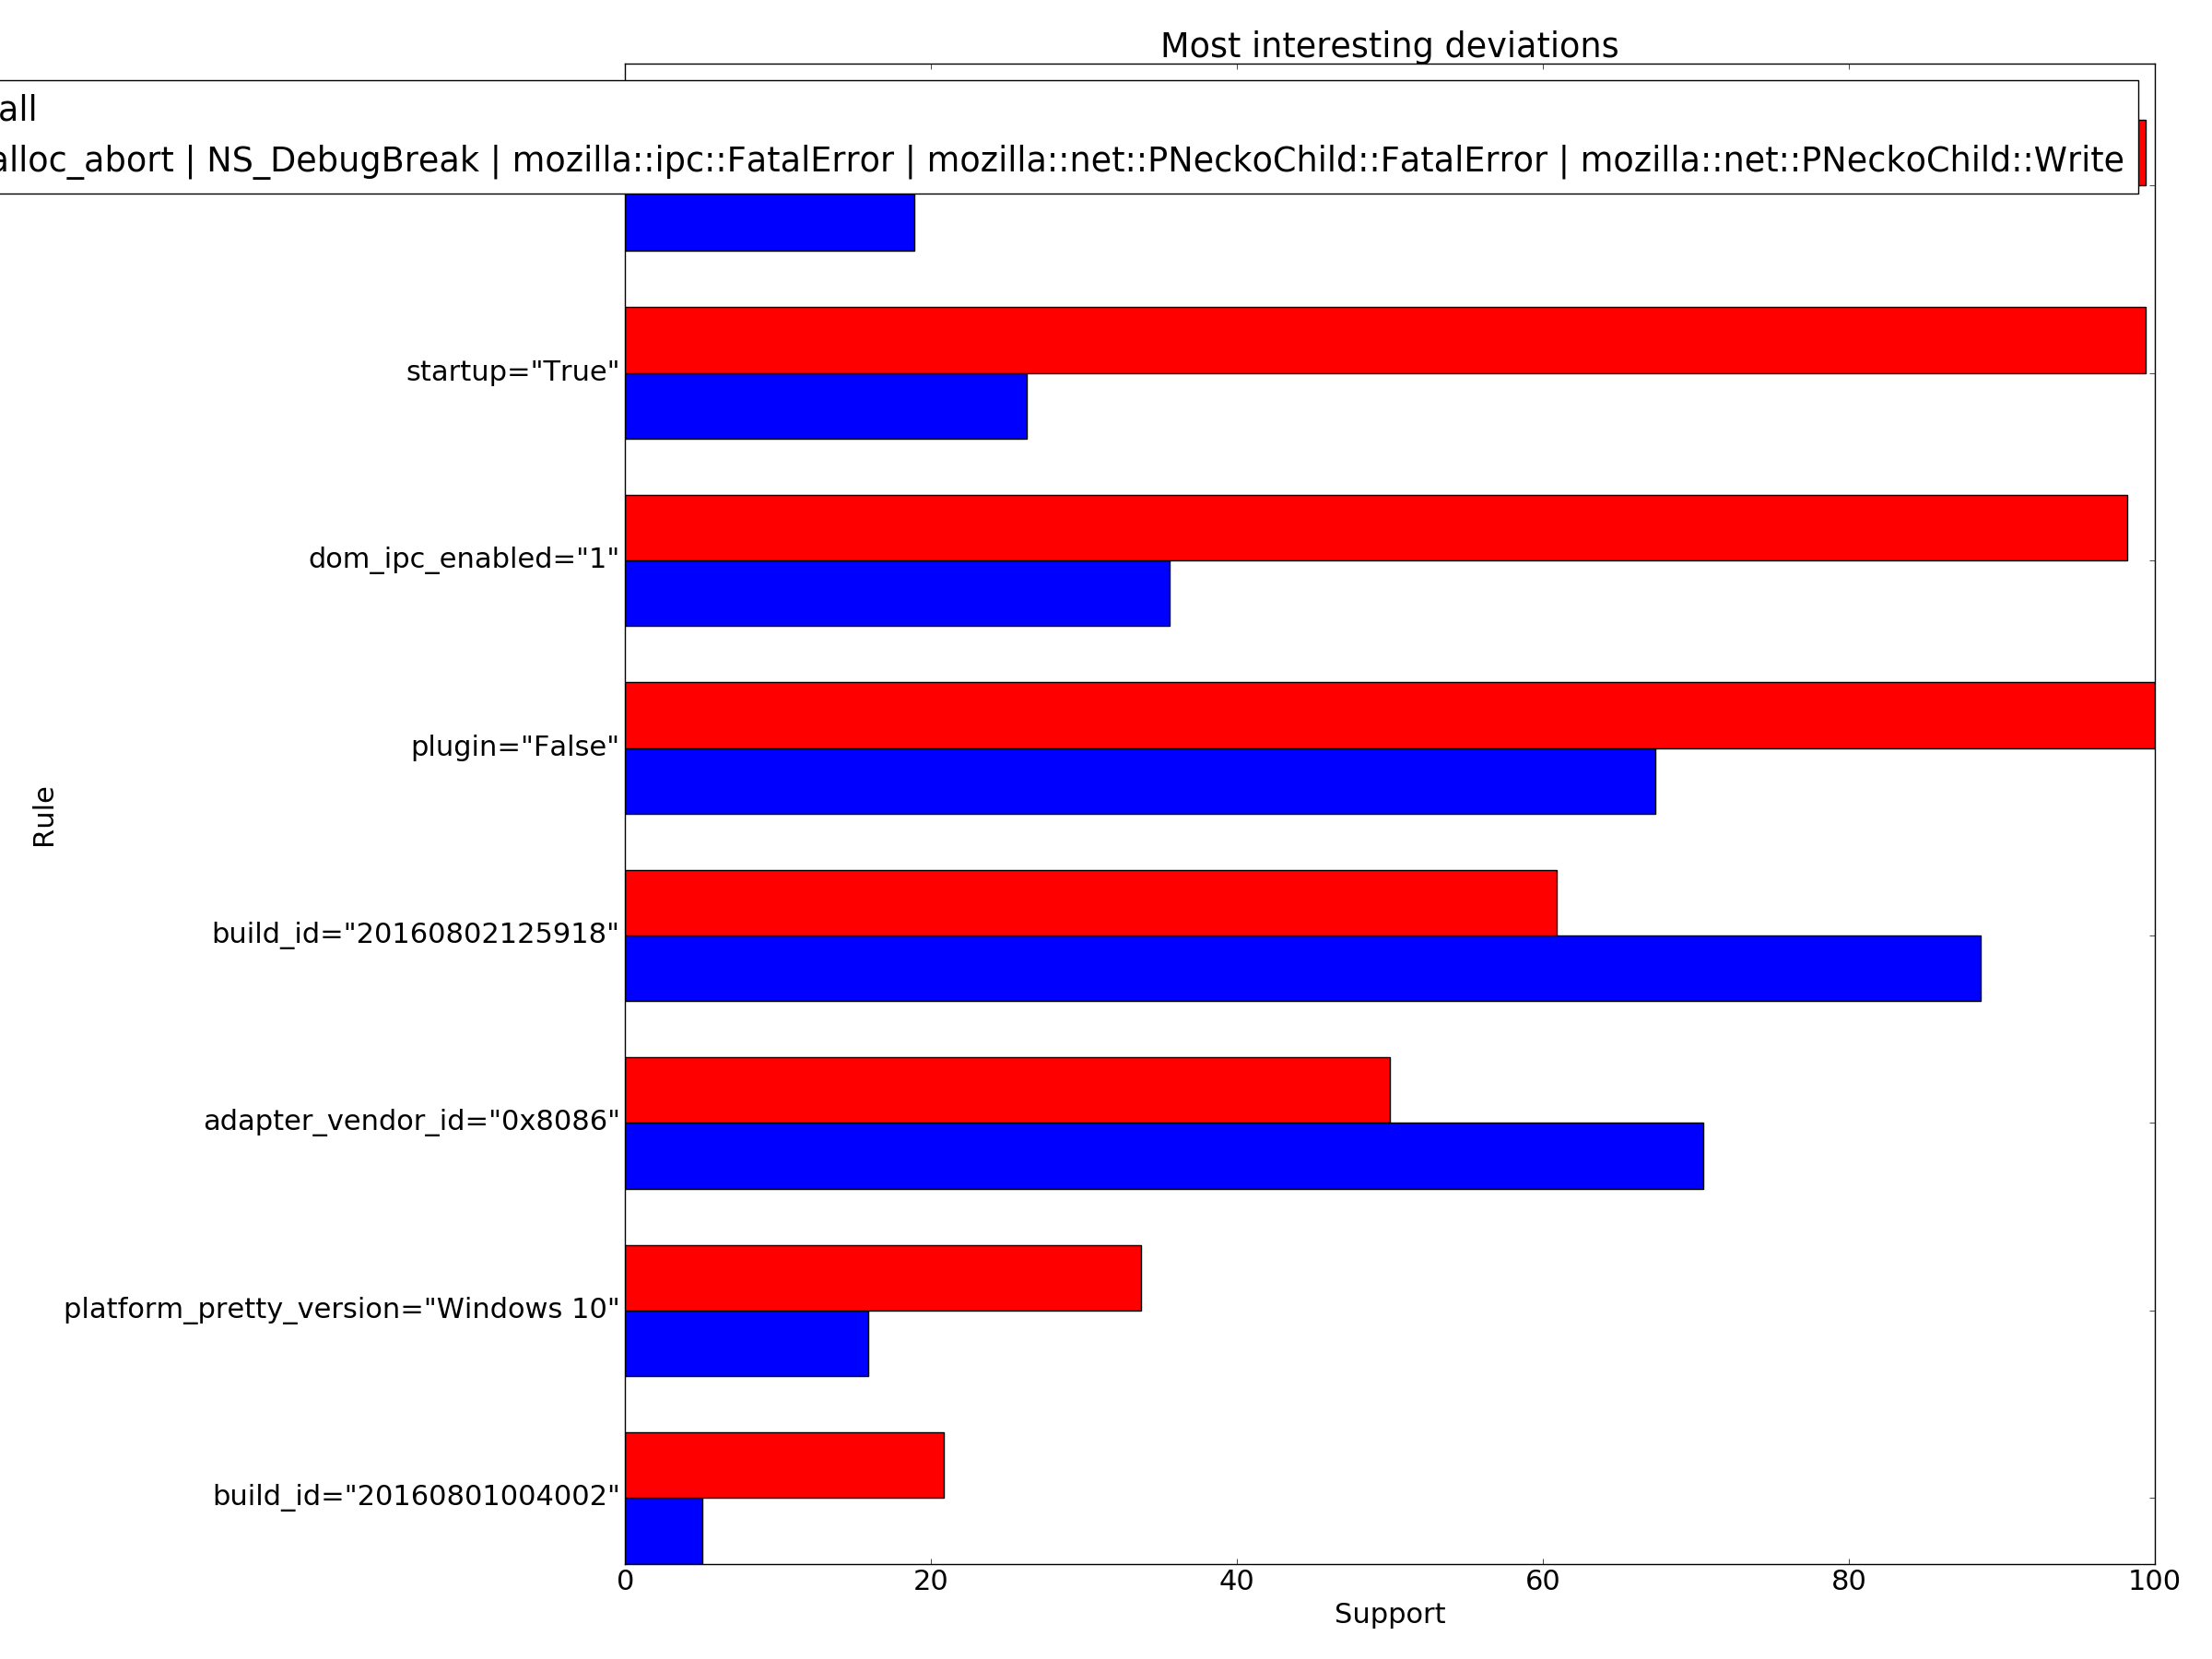 Most interesting deviations
all
alloc_abort | NS_DebugBreak | mozilla::ipc::FatalError | mozilla::net::PNeckoChild::FatalError | mozilla::net::PNeckoChild::Write
startup="True"
dom_ipc_enabled="1"
plugin="False"
Rule
build_id="20160802125918"
adapter_vendor_id="0x8086"
platform_pretty_version="Windows 10"
build_id="20160801004002"
0 20 40 60 80 100
Support